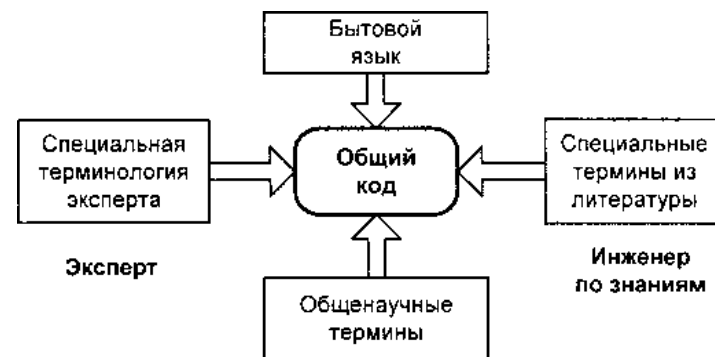 Бытовой
язык
Специальная
терминология
эксперта
Общий
код
Специальные
термины из
литературы
Эксперт
Инженер
по знаниям
Общенаучные
термины